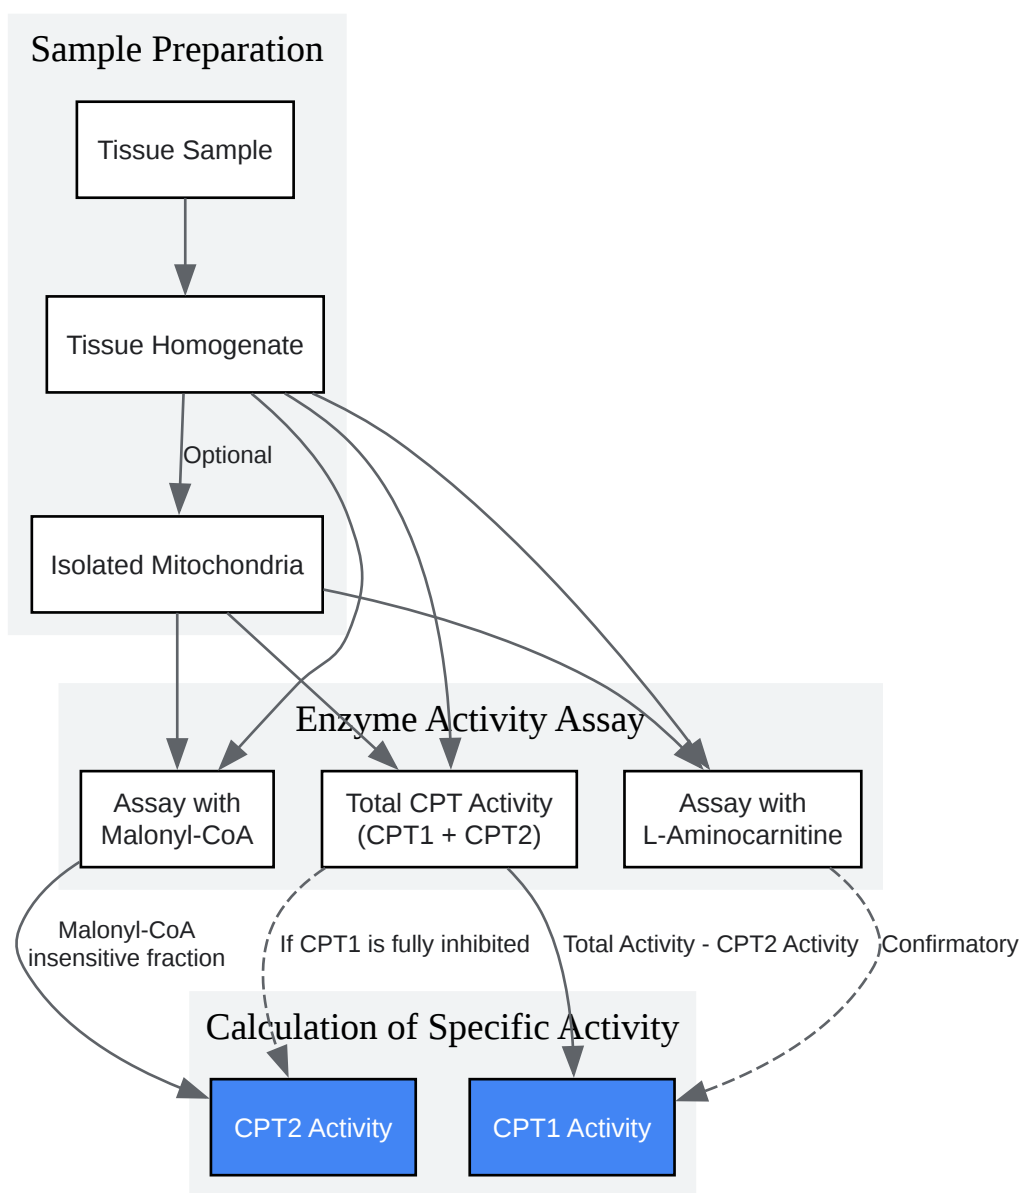 Sample Preparation
Tissue Sample
Tissue Homogenate
Optional
Isolated Mitochondria
Enzyme Activity Assay
Assay with
Malonyl-CoA
Total CPT Activity
(CPT1 + CPT2)
Assay with
L-Aminocarnitine
Malonyl-CoA
insensitive fraction
If CPT1 is fully inhibited
Total Activity - CPT2 Activity
Confirmatory
Calculation of Specific Activity
CPT2 Activity
CPT1 Activity